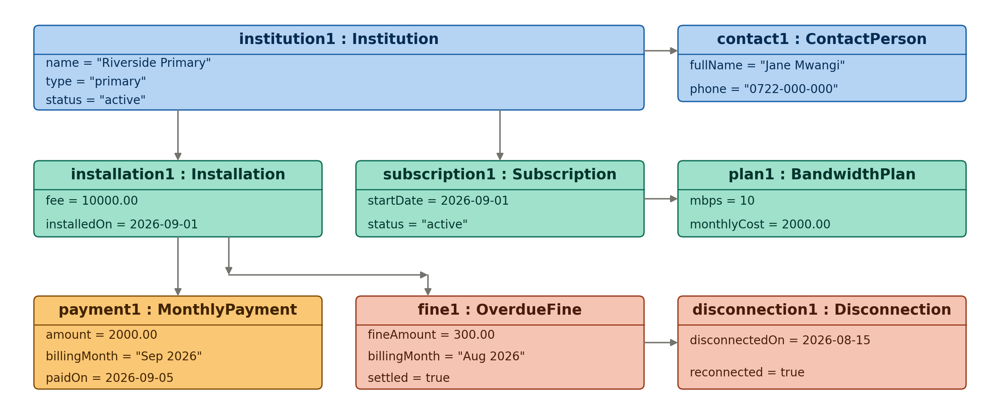 institution1 : Institution
name = "Riverside Primary"
type = "primary"
status = "active"
contact1 : ContactPerson
fullName = "Jane Mwangi"
phone = "0722-000-000"
installation1 : Installation
fee = 10000.00
installedOn = 2026-09-01
subscription1 : Subscription
startDate = 2026-09-01
status = "active"
plan1 : BandwidthPlan
mbps = 10
monthlyCost = 2000.00
payment1 : MonthlyPayment
amount = 2000.00
billingMonth = "Sep 2026"
paidOn = 2026-09-05
fine1 : OverdueFine
fineAmount = 300.00
billingMonth = "Aug 2026"
settled = true
disconnection1 : Disconnection
disconnectedOn = 2026-08-15
reconnected = true